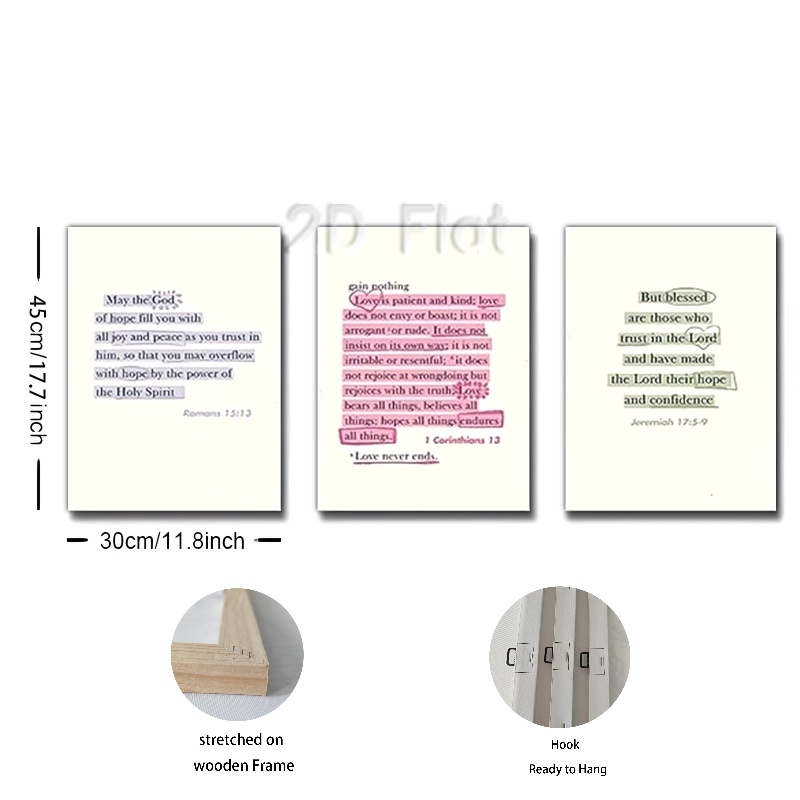 2D Flat
45cm/17.7inch
May the God
of hope fill you with
all joy and peace as you trust in
him, so that you may overflow
with hope by the power of
the Holy Spirit
Romans 15:13
gain nothing
Love is patient and kind; love
does not envy or boast; it is not
arrogant or rude. It does not
insist on its own way; it is not
irritable or resentful; it does
not rejoice at wrongdoing but
rejoices with the truth; Love
bears all things, believes all
things; hopes all things endures
all things.
1 Corinthians 13
Love never ends.
But blessed
are those who
trust in the Lord
and have made
the Lord their hope
and confidence
Jeremiah 17:5-9
30cm/11.8inch
stretched on
wooden Frame
Hook
Ready to Hang